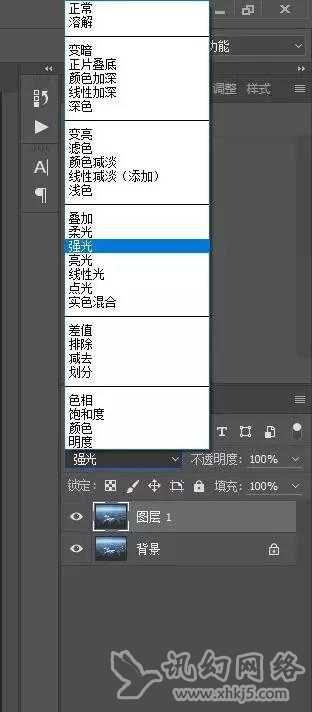 正常
溶解
功能
变暗
正片叠底
颜色加深
线性加深
深色
调整 样式
变亮
滤色
颜色减淡
线性减淡（添加）
浅色
叠加
柔光
强光
亮光
线性光
点光
实色混合
差值
排除
减去
划分
色相
饱和度
颜色
明度
强光 不透明度: 100%
锁定: 填充: 100%
图层 1
背景
讯幻网络
www.xhkj5.com